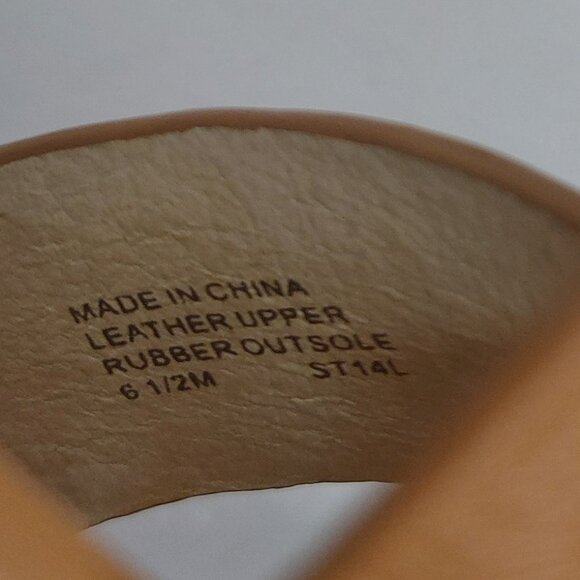 MADE IN CHINA
LEATHER UPPER
RUBBER OUTSOLE
6 1/2M ST14L